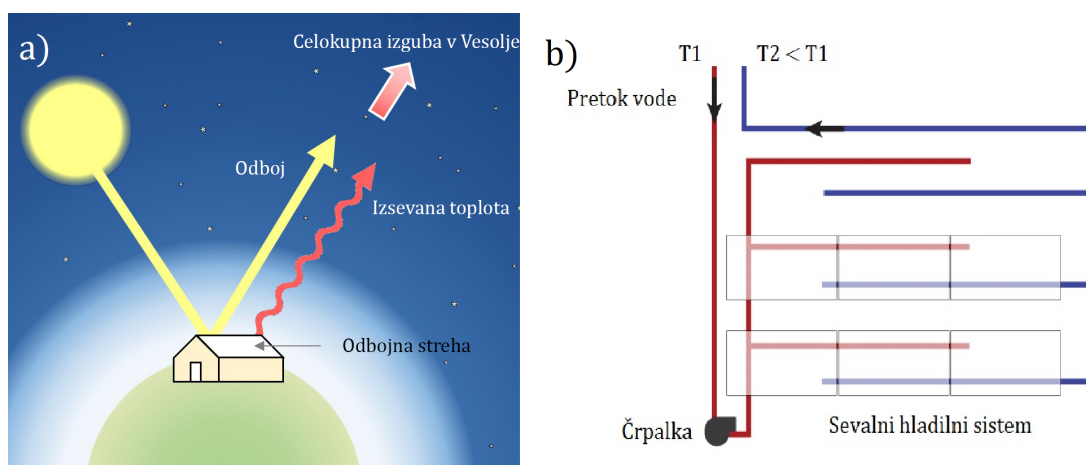 a)
Celokupna izguba v Vesolje
Odboj
Izsevana toplota
Odbojna streha
b)
T1
T2 < T1
Pretok vode
Črpalka
Sevalni hladilni sistem